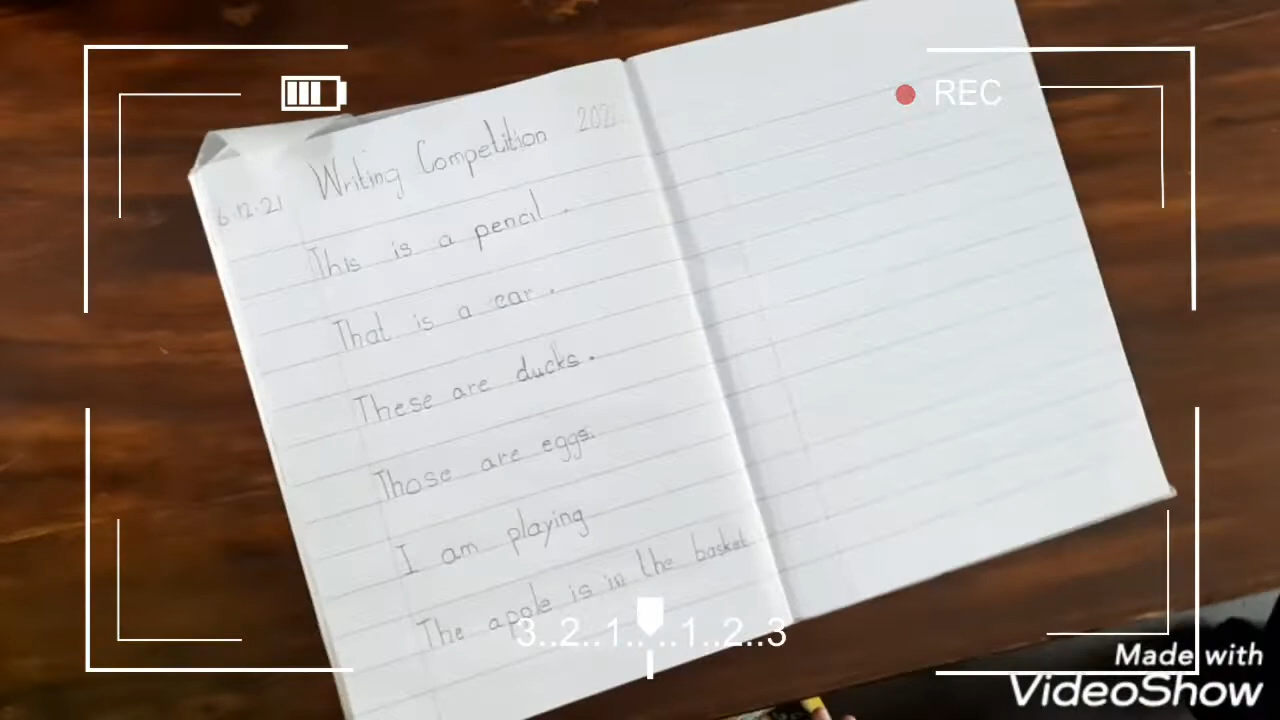 REC
Writing Competition 202
6.12.21
This is a pencil.
That is a car.
These are ducks.
Those are eggs.
I am playing
The apple is in the basket
3..2..1.. ..1..2..3
Made with
VideoShow